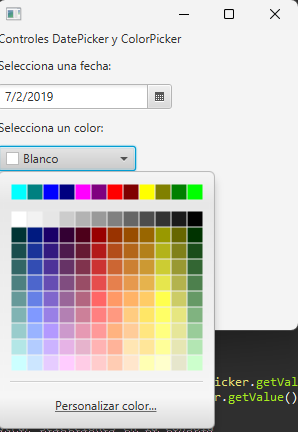 Controles DatePicker y ColorPicker
Selecciona una fecha:
7/2/2019
Selecciona un color:
Blanco
icker.getVal
r.getValue()
Personalizar color...